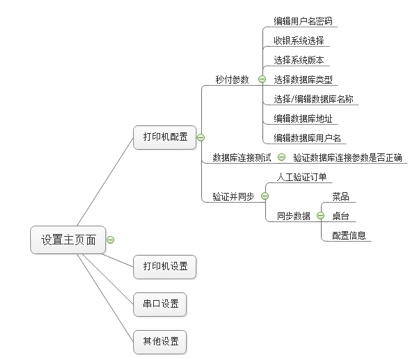 编辑用户名密码
收银系统选择
选择系统版本
秒付参数
选择数据库类型
选择/编辑数据库名称
编辑数据库地址
编辑数据库用户名
打印机配置
数据库连接测试
验证数据库连接参数是否正确
人工验证订单
验证并同步
菜品
同步数据
桌台
配置信息
设置主页面
打印机设置
串口设置
其他设置